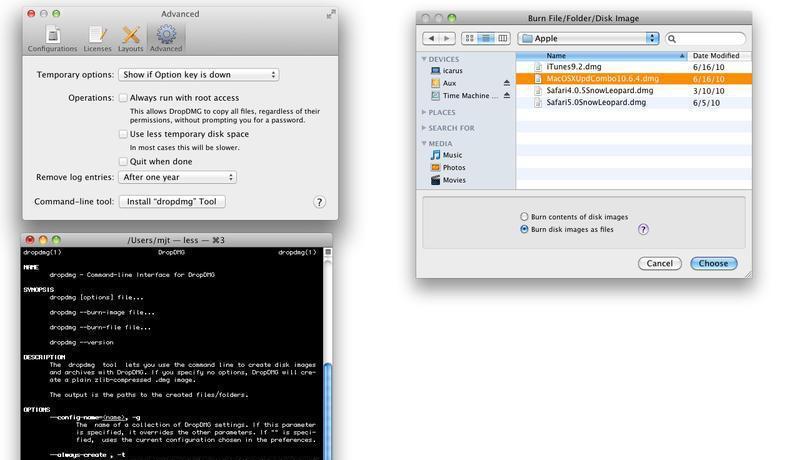 Advanced
Configurations Licenses Layouts Advanced
Temporary options: Show if Option key is down
Operations: Always run with root access
This allows DropDMG to copy all files, regardless of their
permissions, without prompting you for a password.
Use less temporary disk space
In most cases this will be slower.
Quit when done
Remove log entries: After one year
Command-line tool: Install "dropdmg" Tool ?
/Users/mjt — less — ⌘3
dropdmg(1) DropDMG dropdmg(1)
NAME
dropdmg - Command-line Interface for DropDMG
SYNOPSIS
dropdmg [options] file...
dropdmg --burn-image file...
dropdmg --burn-file file...
dropdmg --version
DESCRIPTION
The dropdmg tool lets you use the command line to create disk images
and archives with DropDMG. If you specify no options, DropDMG will cre-
ate a plain zlib-compressed .dmg image.
The output is the paths to the created files/folders.
OPTIONS
--config-name=<name>, -g
The name of a collection of DropDMG settings. If this parameter
is specified, it overrides the other parameters. If "" is speci-
fied, uses the current configuration chosen in the preferences.
--always-create , -t
Burn File/Folder/Disk Image
Apple
Name Date Modified
DEVICES
icarus
Aux
Time Machine ...
PLACES
SEARCH FOR
MEDIA
Music
Photos
Movies
iTunes9.2.dmg 6/16/10
MacOSXUpdCombo10.6.4.dmg 6/16/10
Safari4.0.5SnowLeopard.dmg 3/10/10
Safari5.0SnowLeopard.dmg 6/5/10
Burn contents of disk images
Burn disk images as files ?
Cancel Choose